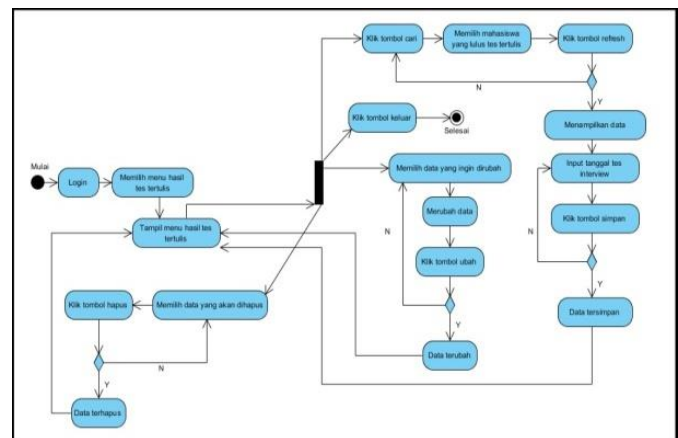 Klik tombol cari
Memilih mahasiswa
yang lulus tes tertulis
Klik tombol refresh
N
Y
Klik tombol keluar
Selesai
Menampilkan data
Mulai
Login
Memilih menu hasil
tes tertulis
Memilih data yang ingin dirubah
Input tanggal tes
interview
Merubah data
Tampil menu hasil tes
tertulis
N
Klik tombol simpan
N
Klik tombol ubah
Klik tombol hapus
Memilih data yang akan dihapus
Y
Data tersimpan
Y
N
Data terubah
Y
Data terhapus